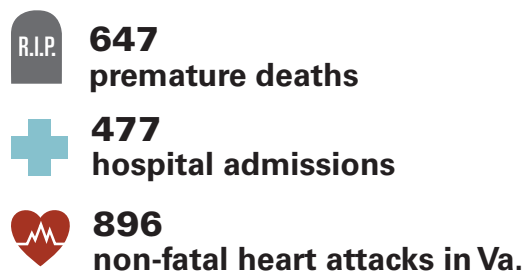 R.I.P.
647
premature deaths
477
hospital admissions
896
non-fatal heart attacks in Va.